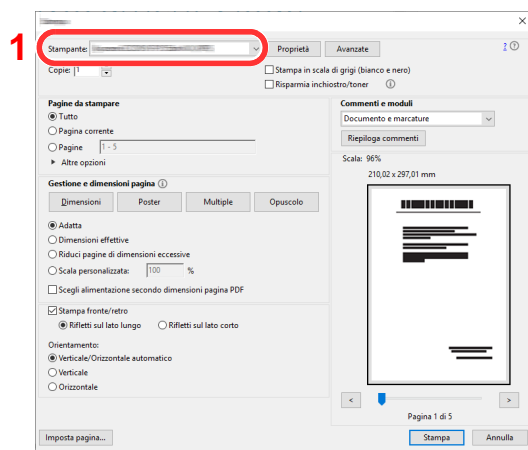 1
Stampante:
Proprietà
Avanzate
?
Copie: 1
Stampa in scala di grigi (bianco e nero)
Risparmia inchiostro/toner
Pagine da stampare
Tutto
Pagina corrente
Pagine 1 - 5
Altre opzioni
Gestione e dimensioni pagina
Dimensioni
Poster
Multiple
Opuscolo
Adatta
Dimensioni effettive
Riduci pagine di dimensioni eccessive
Scala personalizzata: 100 %
Scegli alimentazione secondo dimensioni pagina PDF
Stampa fronte/retro
Rifletti sul lato lungo Rifletti sul lato corto
Orientamento:
Verticale/Orizzontale automatico
Verticale
Orizzontale
Commenti e moduli
Documento e marcature
Riepiloga commenti
Scala: 96%
210,02 x 297,01 mm
<
>
Pagina 1 di 5
Imposta pagina...
Stampa
Annulla